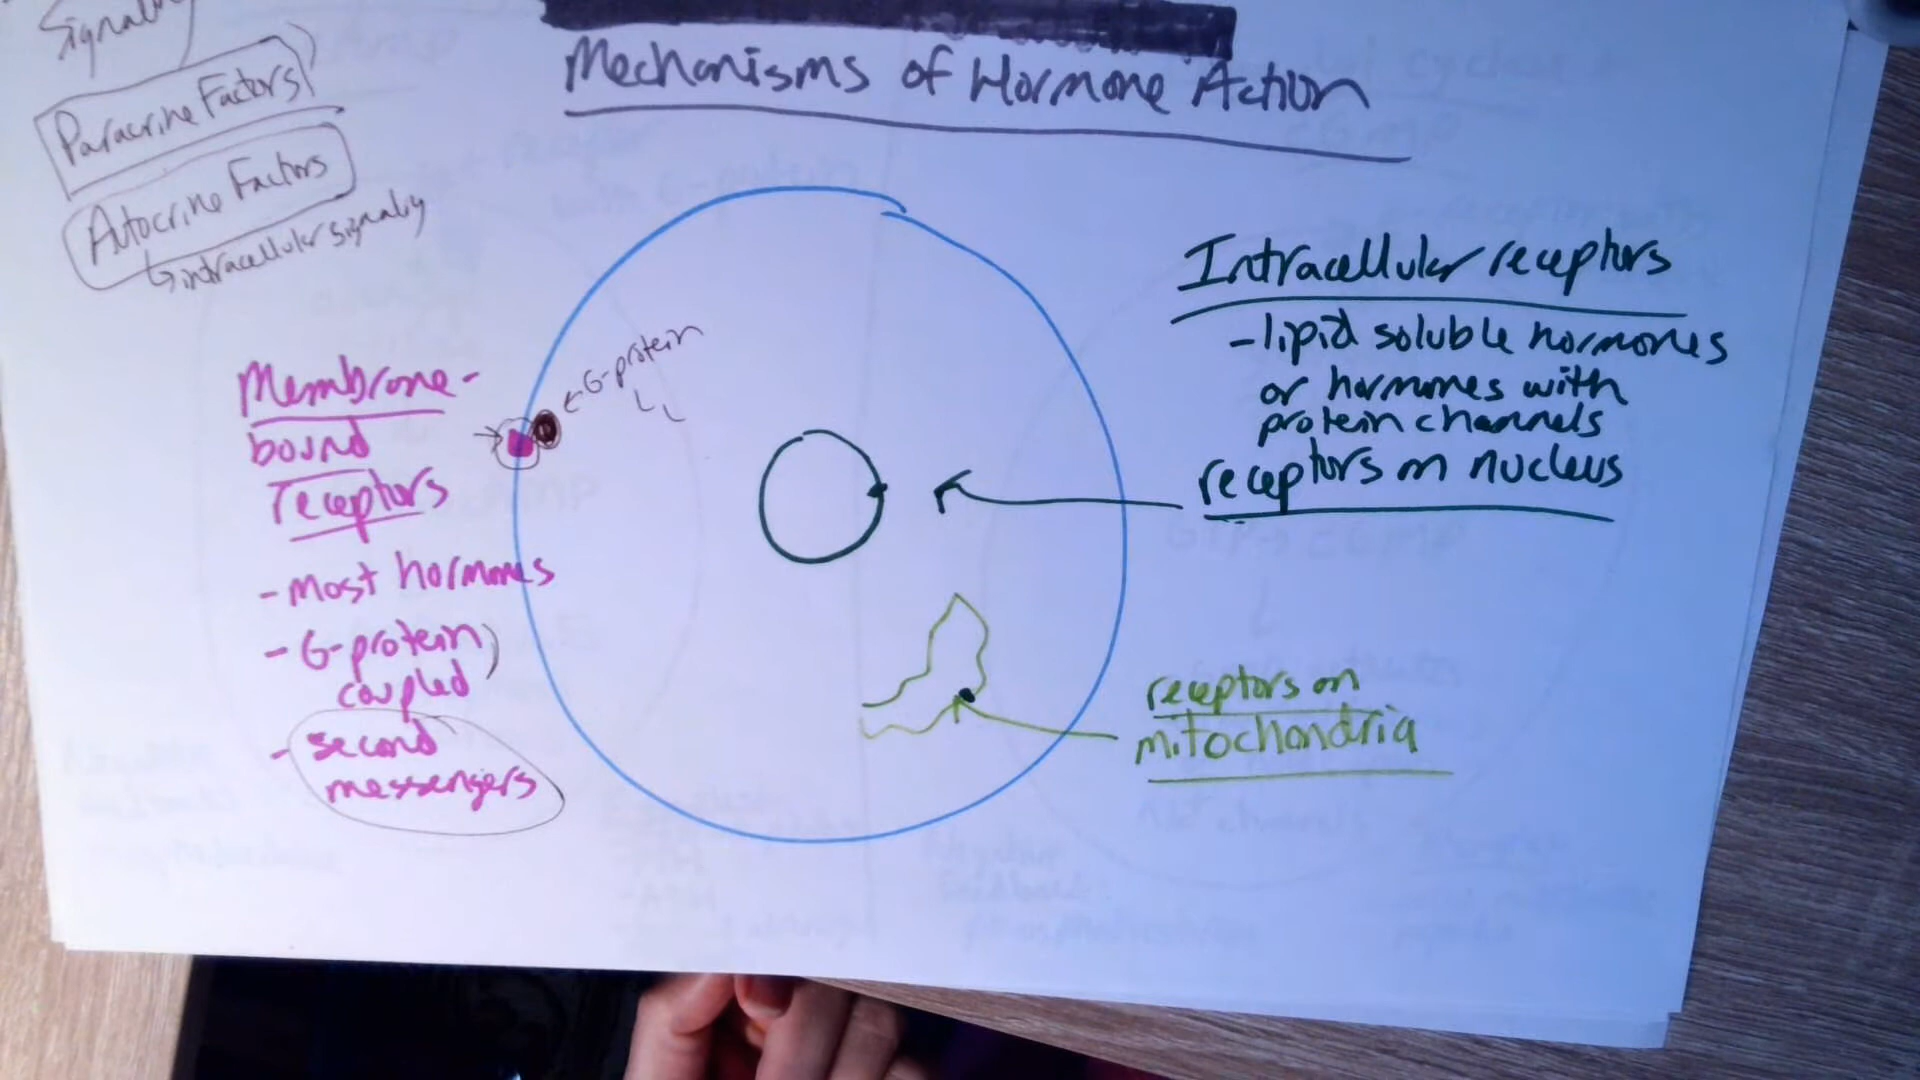 Mechanisms of Hormone Action
Paracrine Factors
Autocrine Factors
intracellular signaling
G-protein
Membrane-
bound
receptors
- most hormones
- G-protein
coupled
- second
messengers
Intracellular receptors
- lipid soluble hormones
or hormones with
protein channels
receptors on nucleus
receptors on
mitochondria